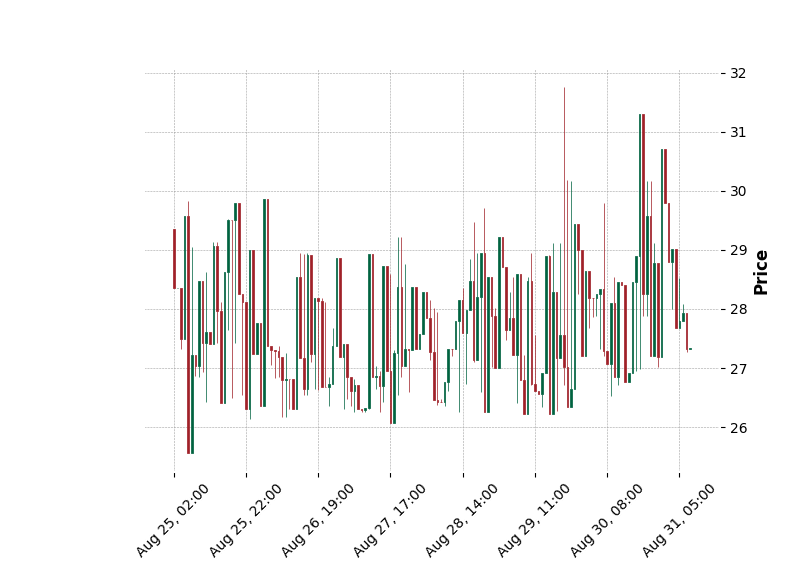 32
31
30
29
28
27
26
Price
Aug 25, 02:00
Aug 25, 22:00
Aug 26, 19:00
Aug 27, 17:00
Aug 28, 14:00
Aug 29, 11:00
Aug 30, 08:00
Aug 31, 05:00